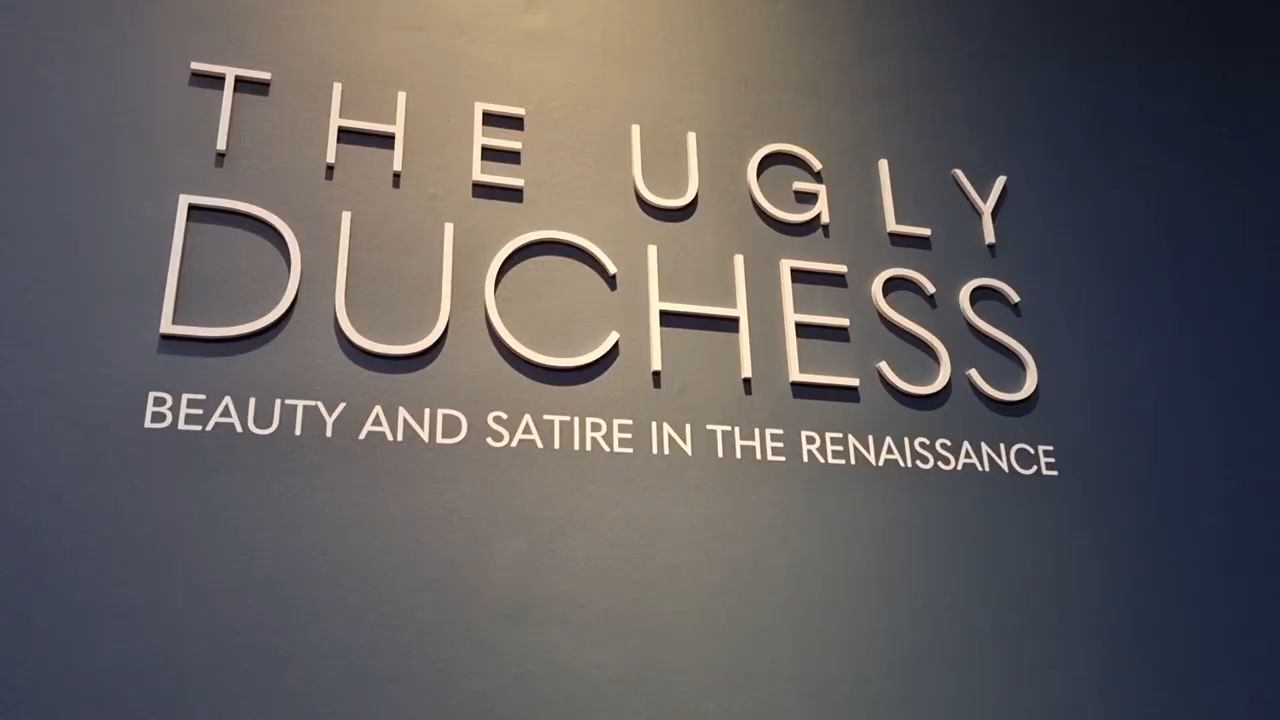 THE UGLY
DUCHESS
BEAUTY AND SATIRE IN THE RENAISSANCE